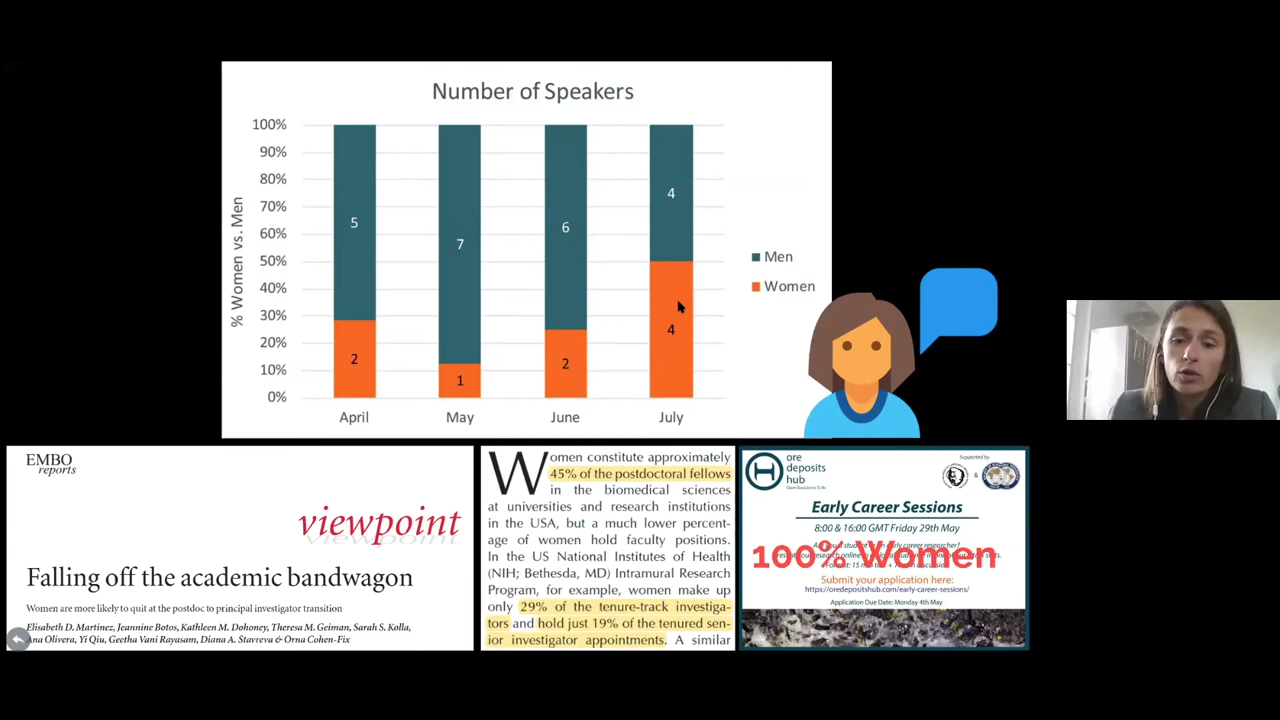 Number of Speakers
100%
90%
80%
70%
60%
50%
40%
30%
20%
10%
0%
% Women vs. Men
5
7
6
4
2
1
2
4
April
May
June
July
Men
Women
EMBO
reports
viewpoint
Falling off the academic bandwagon
Women are more likely to quit at the postdoc to principal investigator transition
Elisabeth D. Martinez, Jeannine Botos, Kathleen M. Dohoney, Theresa M. Geiman, Sarah S. Kolla,
Ana Olivera, Yi Qiu, Geetha Vani Rayasam, Diana A. Stavreva & Orna Cohen-Fix
Women constitute approximately
45% of the postdoctoral fellows
in the biomedical sciences
at universities and research institutions
in the USA, but a much lower percent-
age of women hold faculty positions.
In the US National Institutes of Health
(NIH; Bethesda, MD) Intramural Research
Program, for example, women make up
only 29% of the tenure-track investiga-
tors and hold just 19% of the tenured sen-
ior investigator appointments. A similar
ore
deposits
hub
Supported by
&
Early Career Sessions
8:00 & 16:00 GMT Friday 29th May
100% Women
Submit your application here:
https://oredepositshub.com/early-career-sessions/
Application Due Date: Monday 4th May